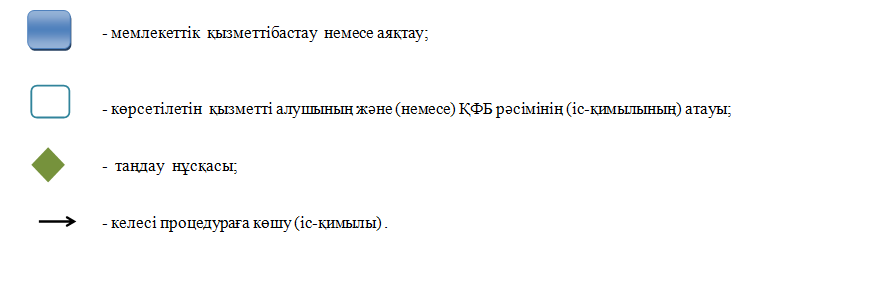 - мемлекеттік қызметтібастау немесе аяқтау;
- көрсетілетін қызметті алушының және (немесе) ҚФБ рәсімінің (іс-қимылының) атауы;
- таңдау нұсқасы;
- келесі процедураға көшу (іс-қимылы) .